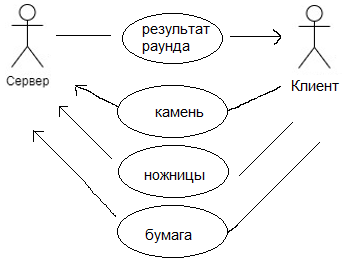 результат
раунда
Сервер
Клиент
камень
ножницы
бумага